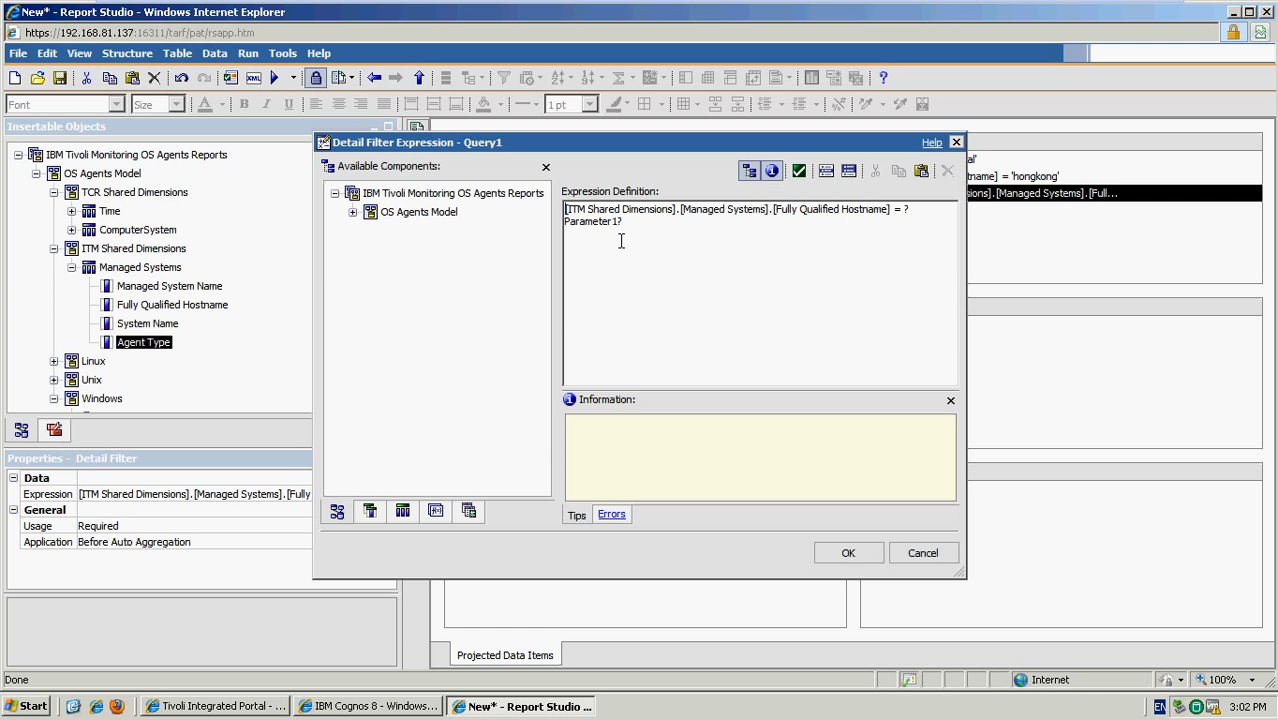 New* - Report Studio - Windows Internet Explorer
https://192.168.81.137:16311/tarf/pat/rsapp.htm
File Edit View Structure Table Data Run Tools Help
Font Size 1 pt
Insertable Objects
IBM Tivoli Monitoring OS Agents Reports
OS Agents Model
TCR Shared Dimensions
Time
ComputerSystem
ITM Shared Dimensions
Managed Systems
Managed System Name
Fully Qualified Hostname
System Name
Agent Type
Linux
Unix
Windows
Properties - Detail Filter
Data
Expression [ITM Shared Dimensions].[Managed Systems].[Fully
General
Usage Required
Application Before Auto Aggregation
Detail Filter Expression - Query1 Help
Available Components:
IBM Tivoli Monitoring OS Agents Reports
OS Agents Model
Expression Definition:
[ITM Shared Dimensions].[Managed Systems].[Fully Qualified Hostname] = ?
Parameter1?
Information:
Tips Errors
OK Cancel
al'
name] = 'hongkong'
sions].[Managed Systems].[Full...
Projected Data Items
Done Internet 100%
Start Tivoli Integrated Portal - ... IBM Cognos 8 - Windows... New* - Report Studio ... EN 3:02 PM